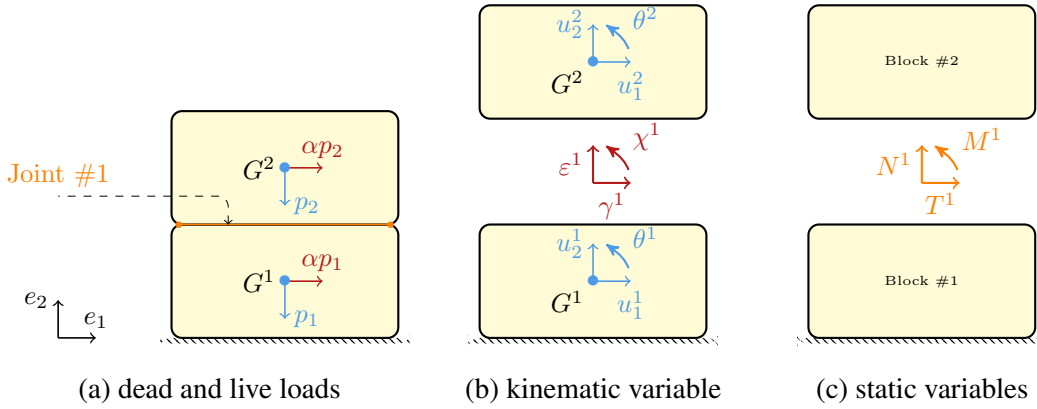 αp₂
G²
p₂
Joint #1
αp₁
G¹
p₁
e₂
e₁
(a) dead and live loads
u₂²
θ²
G²
u₁²
χ¹
ε¹
γ¹
u₂¹
θ¹
G¹
u₁¹
(b) kinematic variable
Block #2
M¹
N¹
T¹
Block #1
(c) static variables